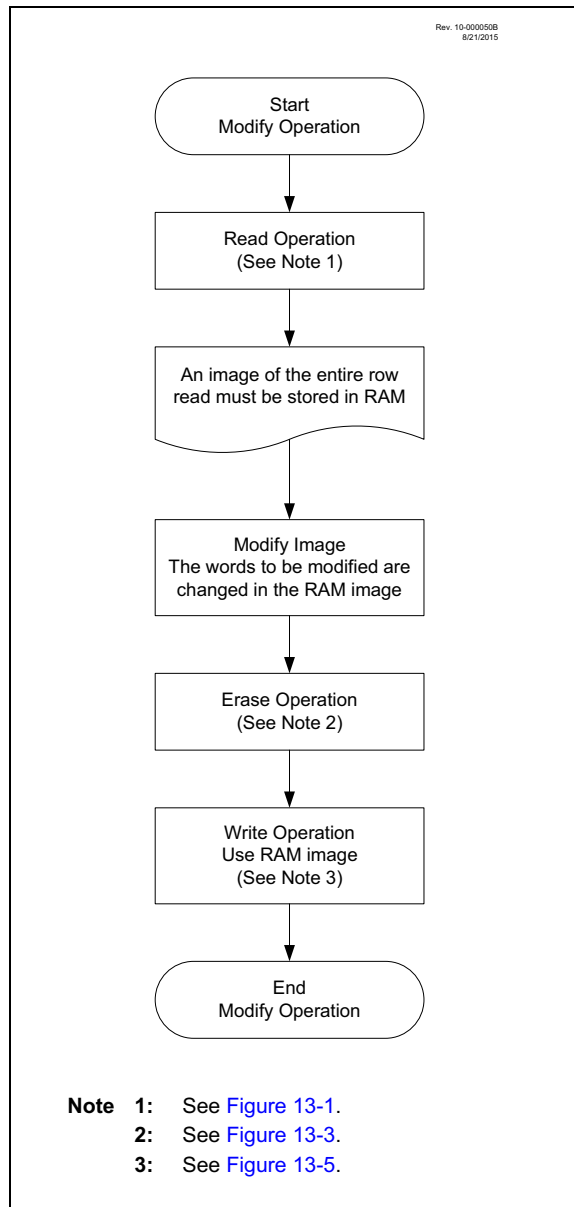 Rev. 10-000050B
8/21/2015
Start
Modify Operation
Read Operation
(See Note 1)
An image of the entire row
read must be stored in RAM
Modify Image
The words to be modified are
changed in the RAM image
Erase Operation
(See Note 2)
Write Operation
Use RAM image
(See Note 3)
End
Modify Operation
Note 1: See Figure 13-1.
2: See Figure 13-3.
3: See Figure 13-5.